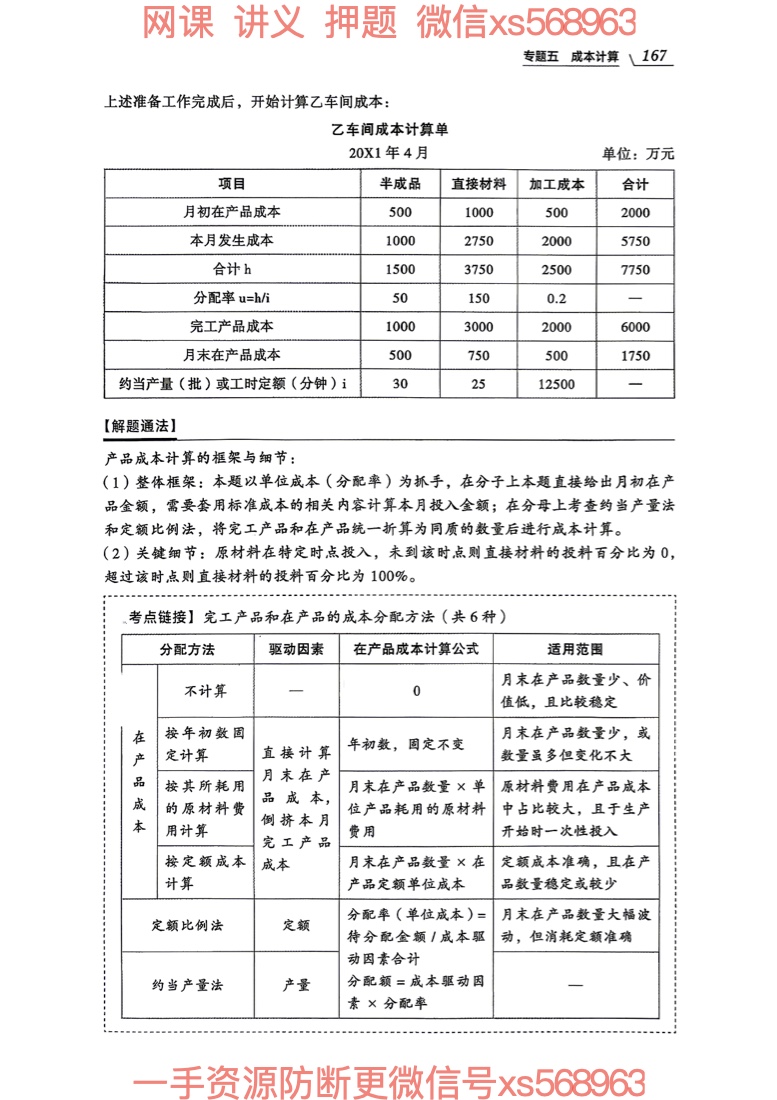 网课 讲义 押题 微信xs568963
专题五 成本计算 \ 167
上述准备工作完成后，开始计算乙车间成本：
乙车间成本计算单
20X1 年 4 月 单位：万元
项目 半成品 直接材料 加工成本 合计
月初在产品成本 500 1000 500 2000
本月发生成本 1000 2750 2000 5750
合计 h 1500 3750 2500 7750
分配率 u=h/i 50 150 0.2 —
完工产品成本 1000 3000 2000 6000
月末在产品成本 500 750 500 1750
约当产量（批）或工时定额（分钟）i 30 25 12500 —
【解题通法】
产品成本计算的框架与细节：
（1）整体框架：本题以单位成本（分配率）为抓手，在分子上本题直接给出月初在产
品金额，需要套用标准成本的相关内容计算本月投入金额；在分母上考查约当产量法
和定额比例法，将完工产品和在产品统一折算为同质的数量后进行成本计算。
（2）关键细节：原材料在特定时点投入，未到该时点则直接材料的投料百分比为 0，
超过该时点则直接材料的投料百分比为 100%。
考点链接】完工产品和在产品的成本分配方法（共 6 种）
分配方法 驱动因素 在产品成本计算公式 适用范围
在
产
品
成
本
不计算 — 0
月末在产品数量少、价
值低，且比较稳定
按年初数固
定计算
直接计算
月末在产
品成本，
倒挤本月
完工产品
成本
年初数，固定不变
月末在产品数量少，或
数量虽多但变化不大
按其所耗用
的原材料费
用计算
月末在产品数量 × 单
位产品耗用的原材料
费用
原材料费用在产品成本
中占比较大，且于生产
开始时一次性投入
按定额成本
计算
月末在产品数量 × 在
产品定额单位成本
定额成本准确，且在产
品数量稳定或较少
定额比例法 定额
分配率（单位成本）=
待分配金额 / 成本驱
动因素合计
分配额 = 成本驱动因
素 × 分配率
月末在产品数量大幅波
动，但消耗定额准确
约当产量法 产量 —
一手资源防断更微信号xs568963